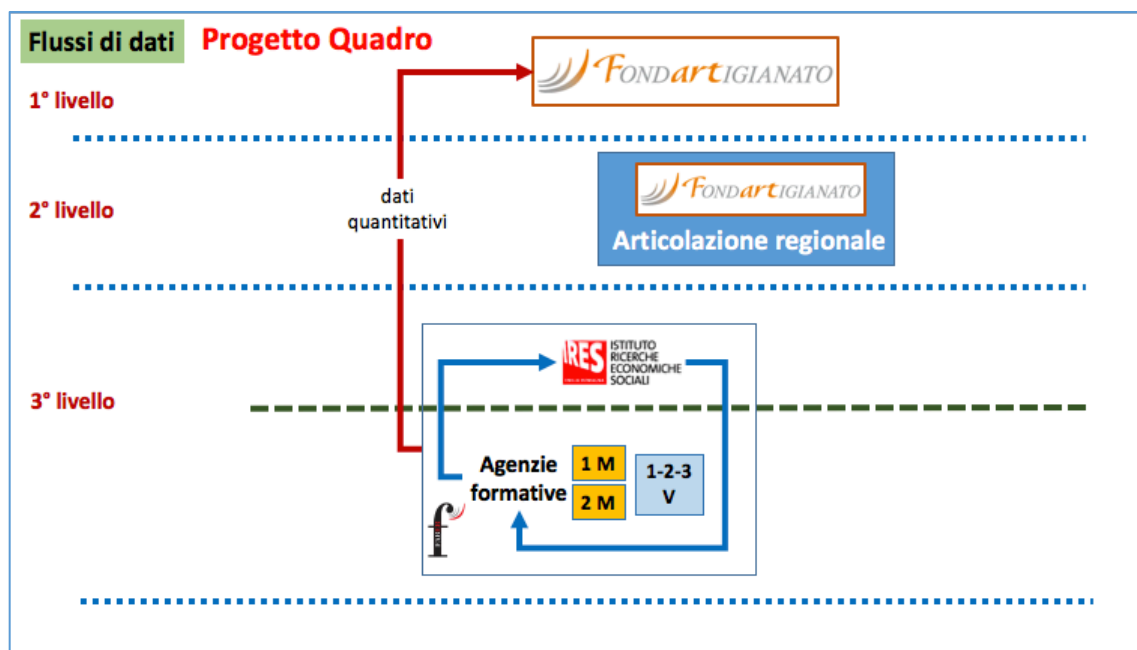 Flussi di dati
Progetto Quadro
FONDARTIGIANATO
1° livello
FONDARTIGIANATO
Articolazione regionale
2° livello
dati
quantitativi
IRES
ISTITUTO
RICERCHE
ECONOMICHE
SOCIALI
3° livello
Agenzie
formative
1 M
2 M
1-2-3
V
f